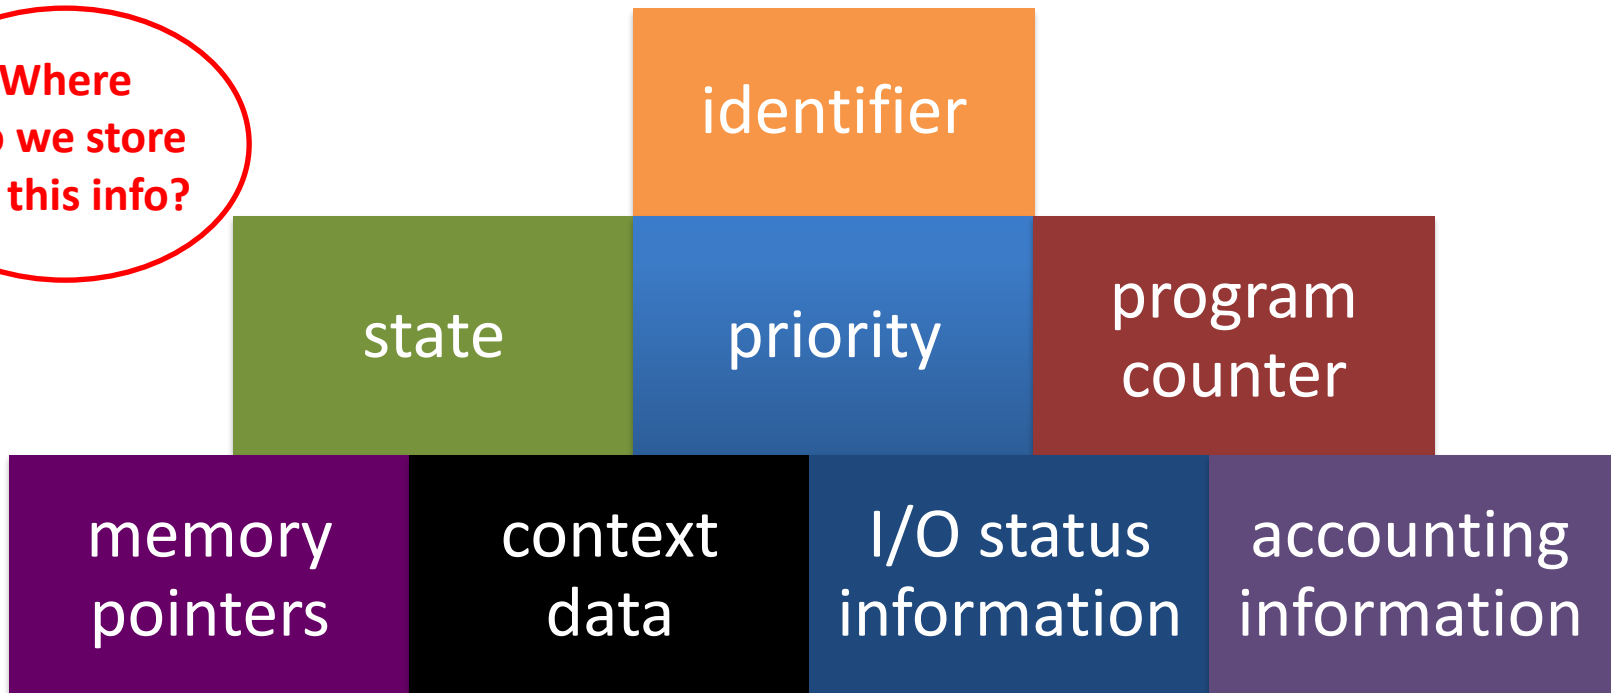 Where
we store
this info?
identifier
state
priority
program
counter
memory
pointers
context
data
I/O status
information
accounting
information